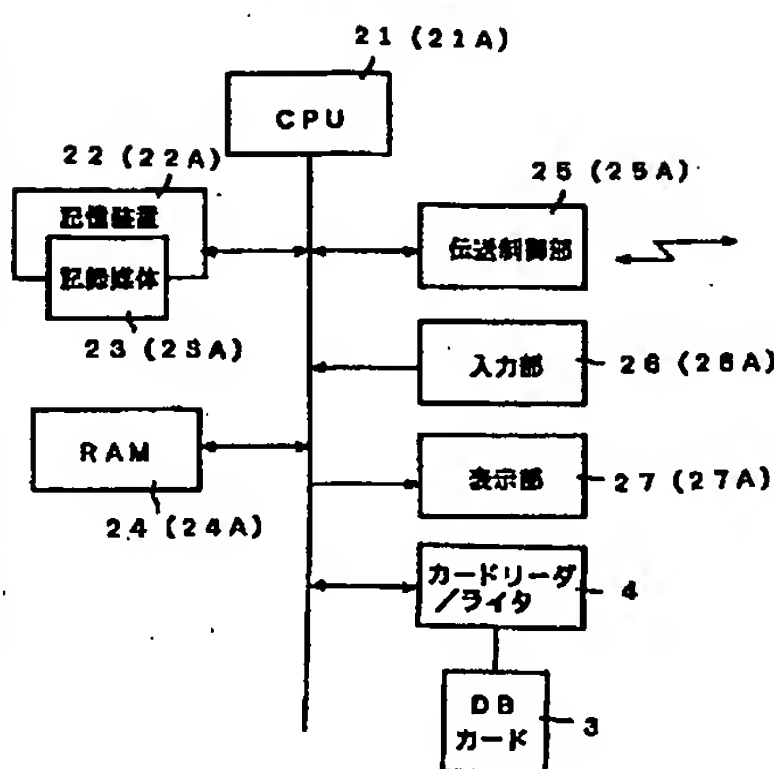 21 (21A)
CPU
22 (22A)
記憶装置
記録媒体
23 (23A)
25 (25A)
伝送制御部
入力部
26 (26A)
RAM
24 (24A)
表示部
27 (27A)
カードリーダ
/ライタ
4
DB
カード
3